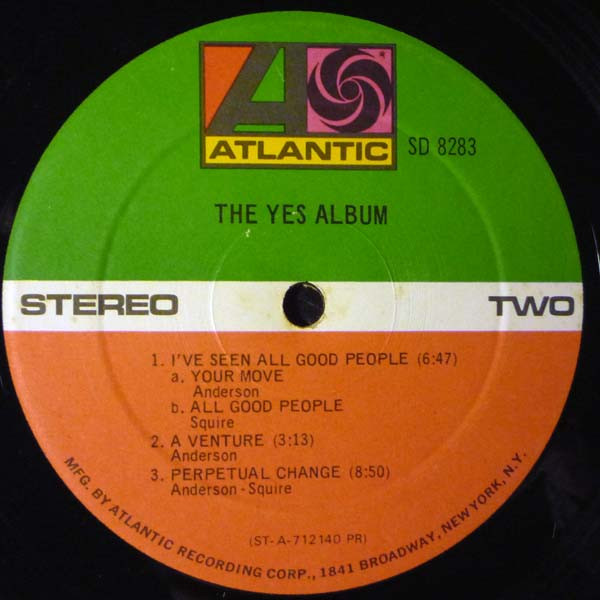 ATLANTIC
SD 8283
THE YES ALBUM
STEREO
TWO
1. I'VE SEEN ALL GOOD PEOPLE (6:47)
a. YOUR MOVE
Anderson
b. ALL GOOD PEOPLE
Squire
2. A VENTURE (3:13)
Anderson
3. PERPETUAL CHANGE (8:50)
Anderson - Squire
(ST-A-712140 PR)
MFG. BY ATLANTIC RECORDING CORP., 1841 BROADWAY, NEW YORK, N.Y.